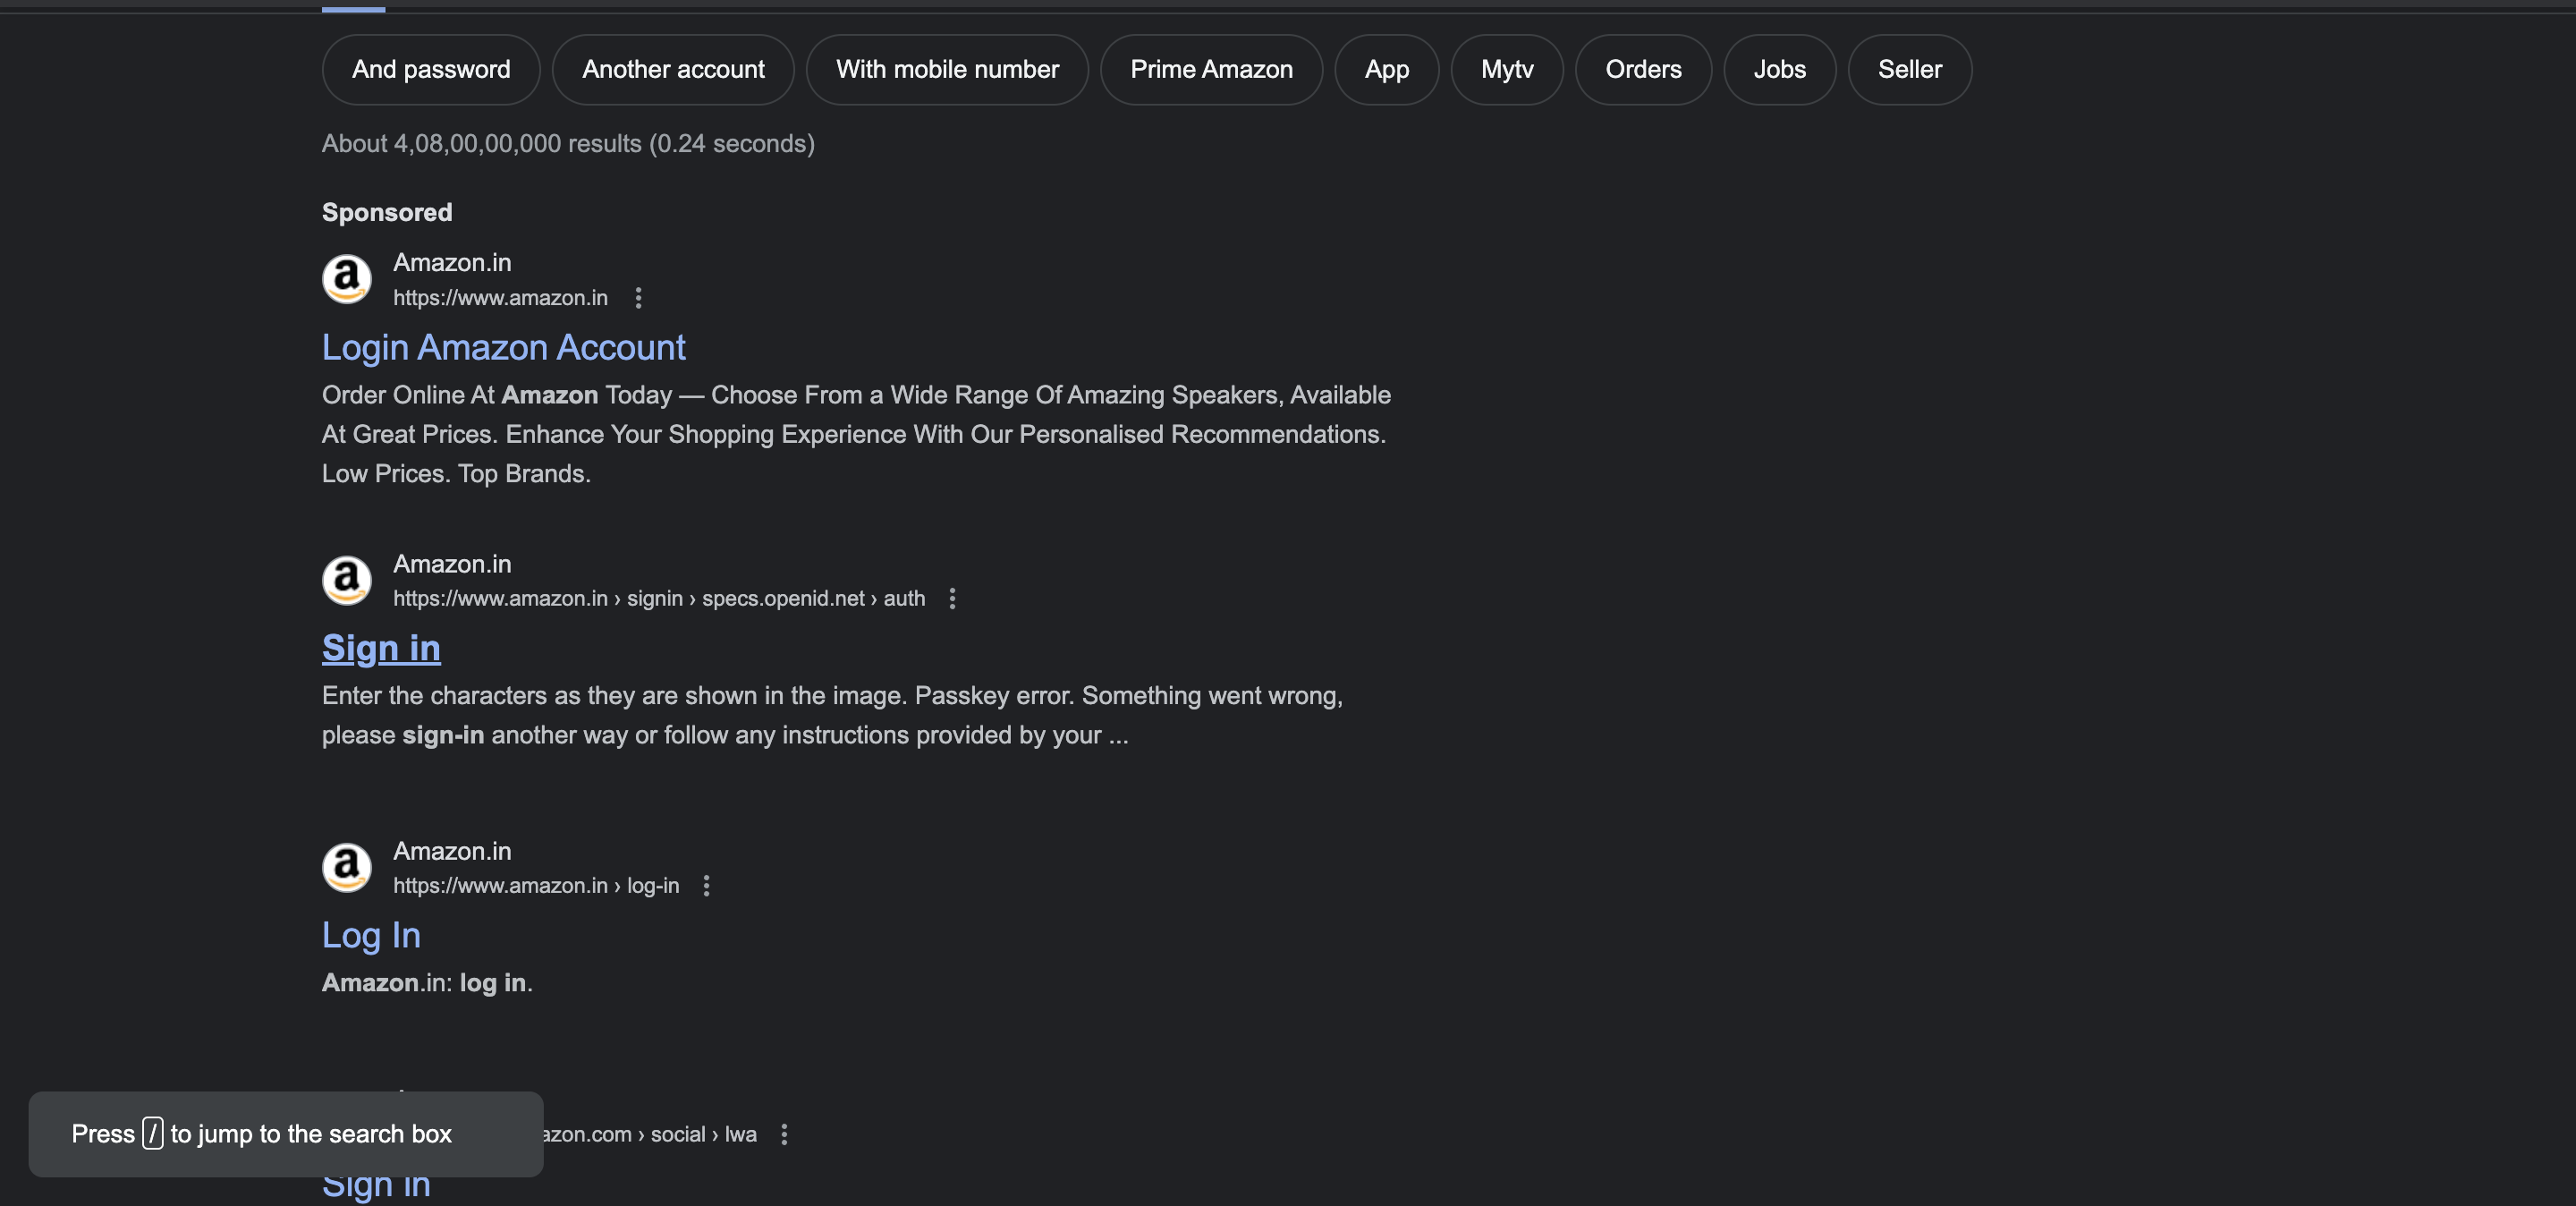 And password
Another account
With mobile number
Prime Amazon
App
Mytv
Orders
Jobs
Seller
About 4,08,00,00,000 results (0.24 seconds)
Sponsored
Amazon.in
https://www.amazon.in
Login Amazon Account
Order Online At Amazon Today — Choose From a Wide Range Of Amazing Speakers, Available
At Great Prices. Enhance Your Shopping Experience With Our Personalised Recommendations.
Low Prices. Top Brands.
Amazon.in
https://www.amazon.in › signin › specs.openid.net › auth
Sign in
Enter the characters as they are shown in the image. Passkey error. Something went wrong,
please sign-in another way or follow any instructions provided by your ...
Amazon.in
https://www.amazon.in › log-in
Log In
Amazon.in: log in.
Press / to jump to the search box
azon.com › social › lwa
Sign in